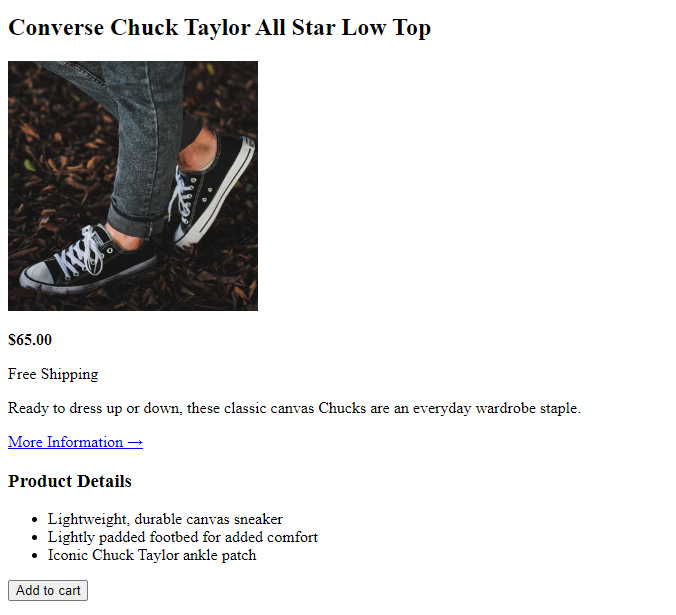 Converse Chuck Taylor All Star Low Top
$65.00
Free Shipping
Ready to dress up or down, these classic canvas Chucks are an everyday wardrobe staple.
More Information →
Product Details
• Lightweight, durable canvas sneaker
• Lightly padded footbed for added comfort
• Iconic Chuck Taylor ankle patch
Add to cart